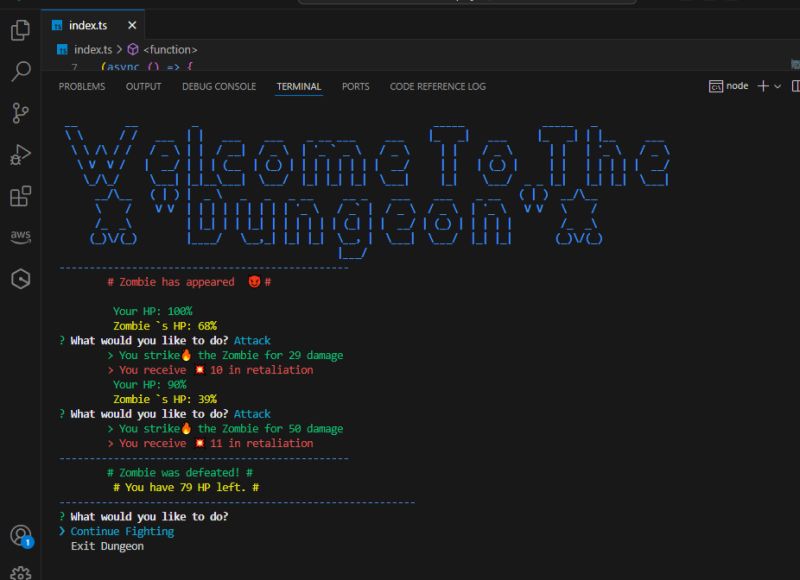 index.ts
index.ts > <function>
7 (async () => {
PROBLEMS OUTPUT DEBUG CONSOLE TERMINAL PORTS CODE REFERENCE LOG
node
Welcome To The
"Dungeon"
# Zombie has appeared 😈 #
Your HP: 100%
Zombie `s HP: 68%
? What would you like to do? Attack
> You strike🔥 the Zombie for 29 damage
> You receive 💥 10 in retaliation
Your HP: 90%
Zombie `s HP: 39%
? What would you like to do? Attack
> You strike🔥 the Zombie for 50 damage
> You receive 💥 11 in retaliation
# Zombie was defeated! #
# You have 79 HP left. #
? What would you like to do?
❯ Continue Fighting
Exit Dungeon
aws
1